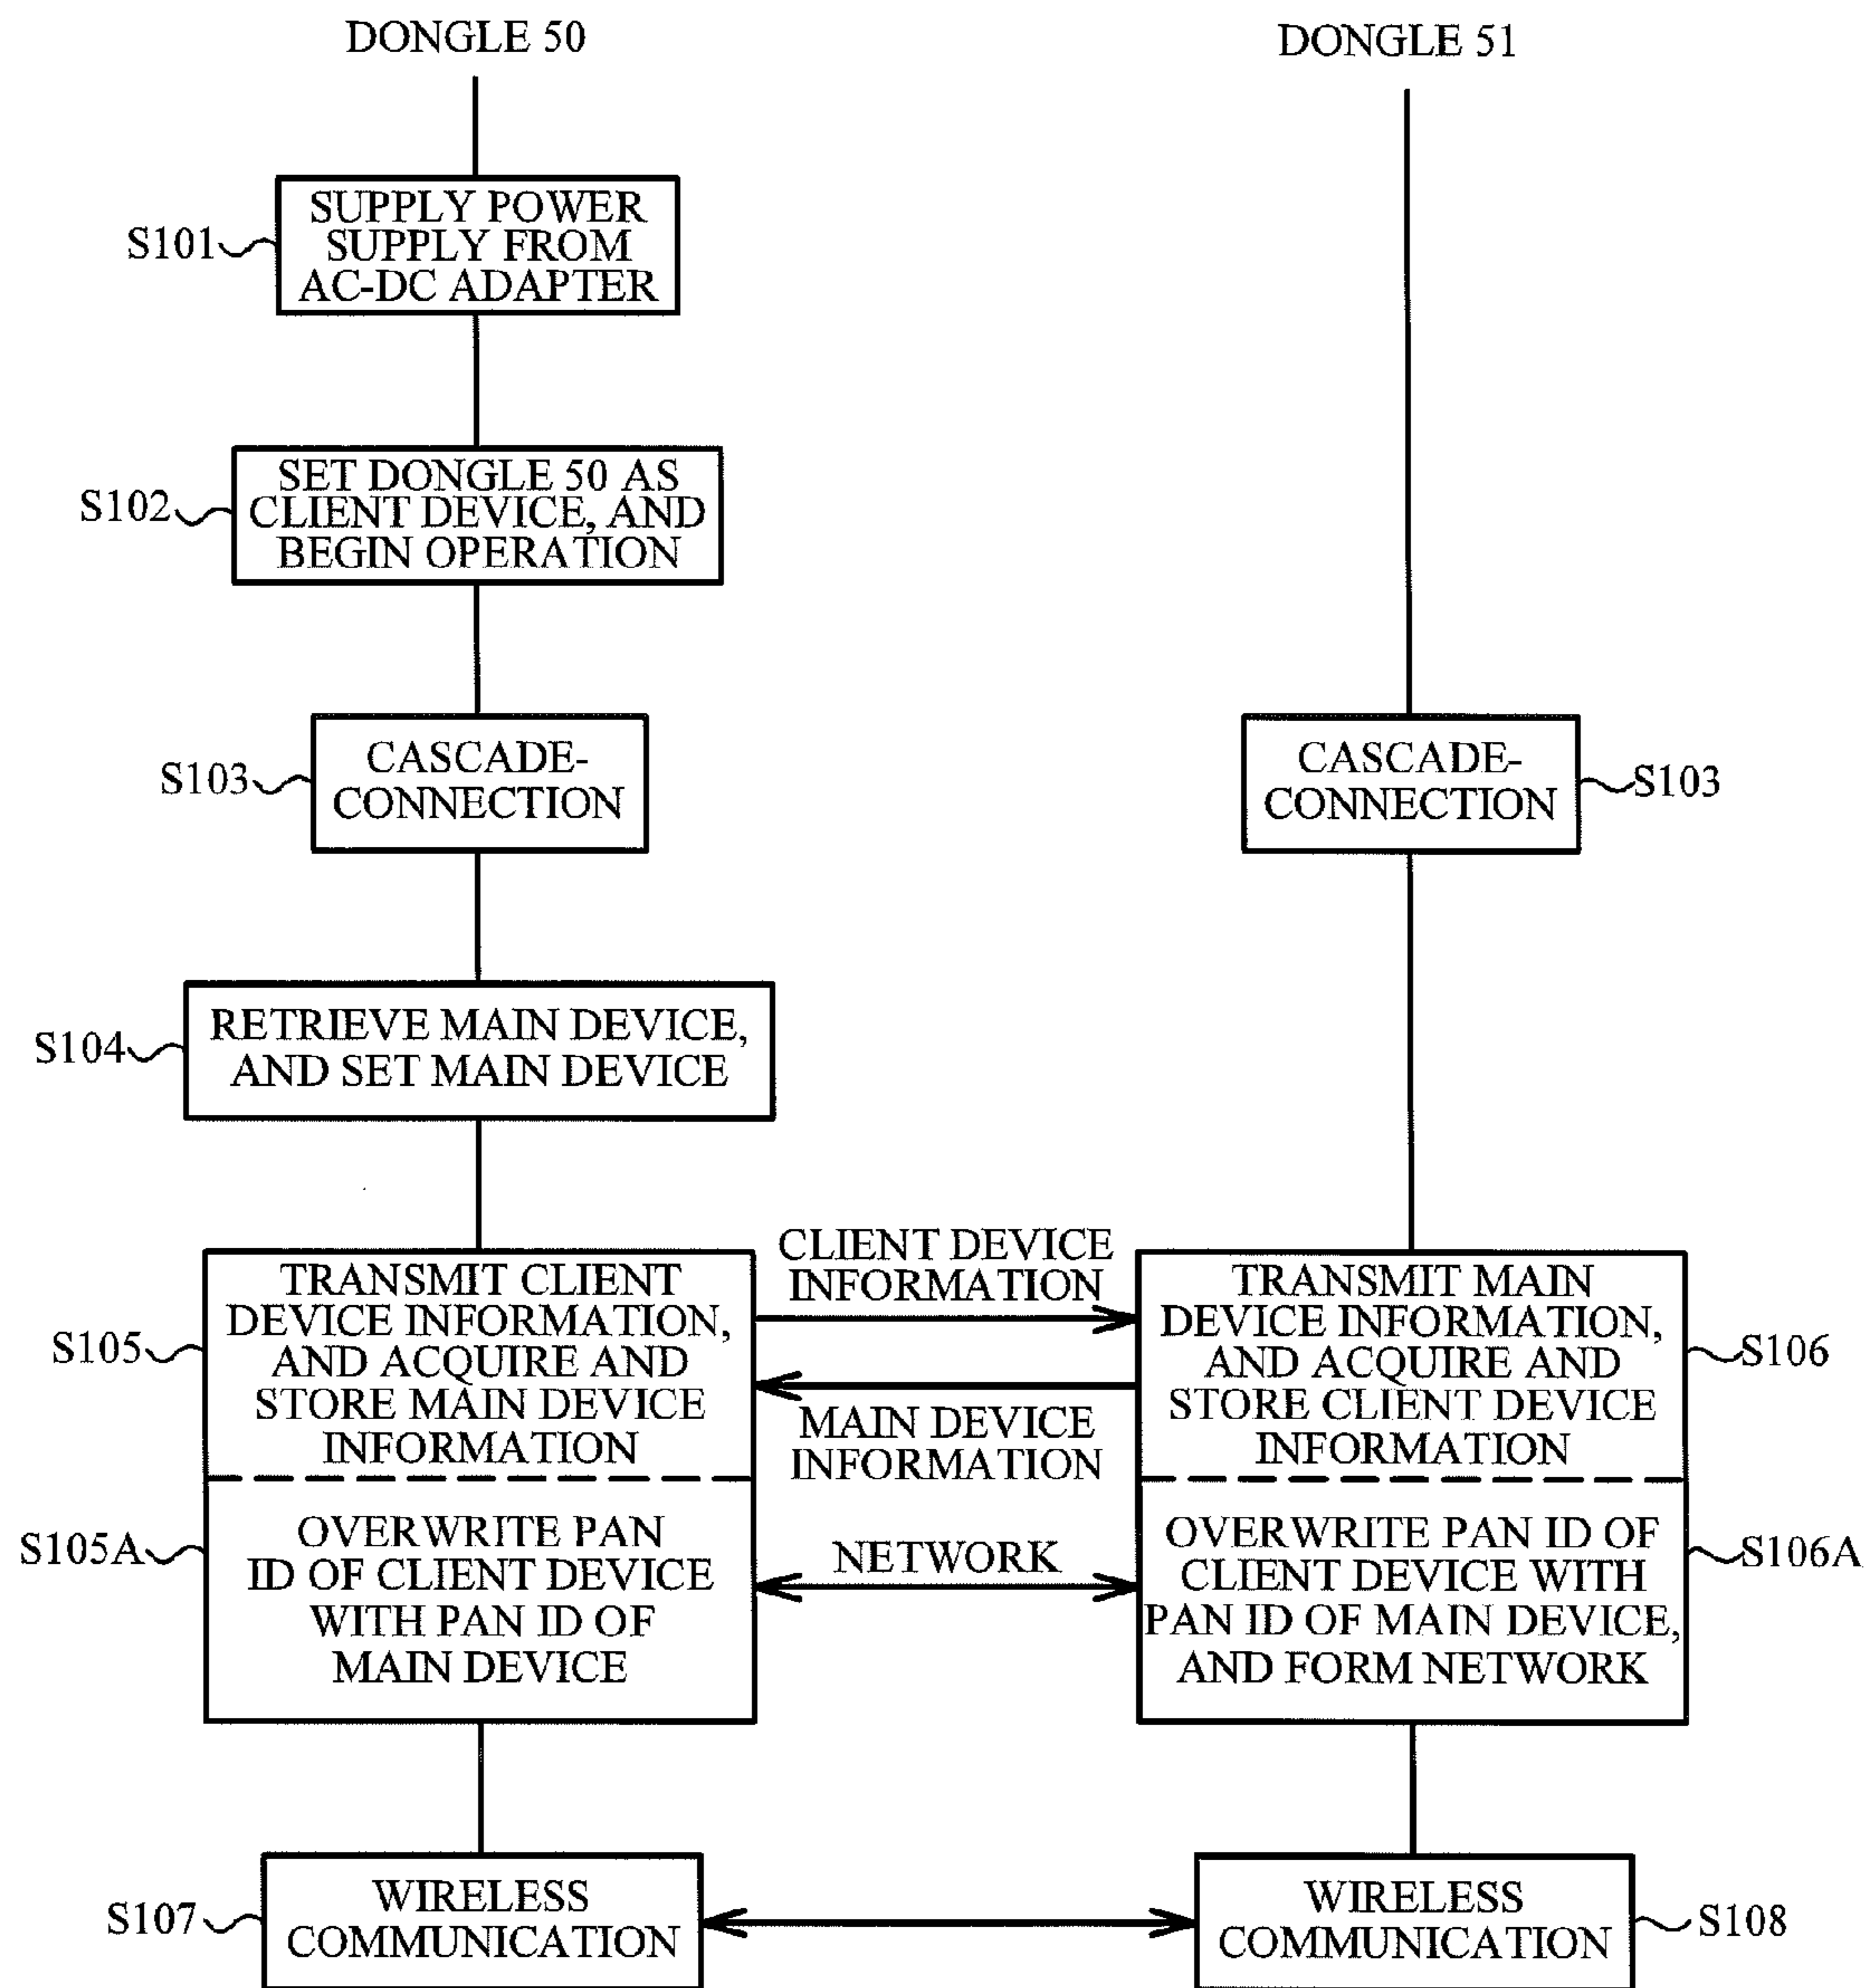 DONGLE 50
DONGLE 51
S101
SUPPLY POWER
SUPPLY FROM
AC-DC ADAPTER
S102
SET DONGLE 50 AS
CLIENT DEVICE, AND
BEGIN OPERATION
S103
CASCADE-
CONNECTION
CASCADE-
CONNECTION
S103
S104
RETRIEVE MAIN DEVICE,
AND SET MAIN DEVICE
S105
TRANSMIT CLIENT
DEVICE INFORMATION,
AND ACQUIRE AND
STORE MAIN DEVICE
INFORMATION
CLIENT DEVICE
INFORMATION
MAIN DEVICE
INFORMATION
TRANSMIT MAIN
DEVICE INFORMATION,
AND ACQUIRE AND
STORE CLIENT DEVICE
INFORMATION
S106
S105A
OVERWRITE PAN
ID OF CLIENT DEVICE
WITH PAN ID OF
MAIN DEVICE
NETWORK
OVERWRITE PAN ID OF
CLIENT DEVICE WITH
PAN ID OF MAIN DEVICE,
AND FORM NETWORK
S106A
S107
WIRELESS
COMMUNICATION
WIRELESS
COMMUNICATION
S108